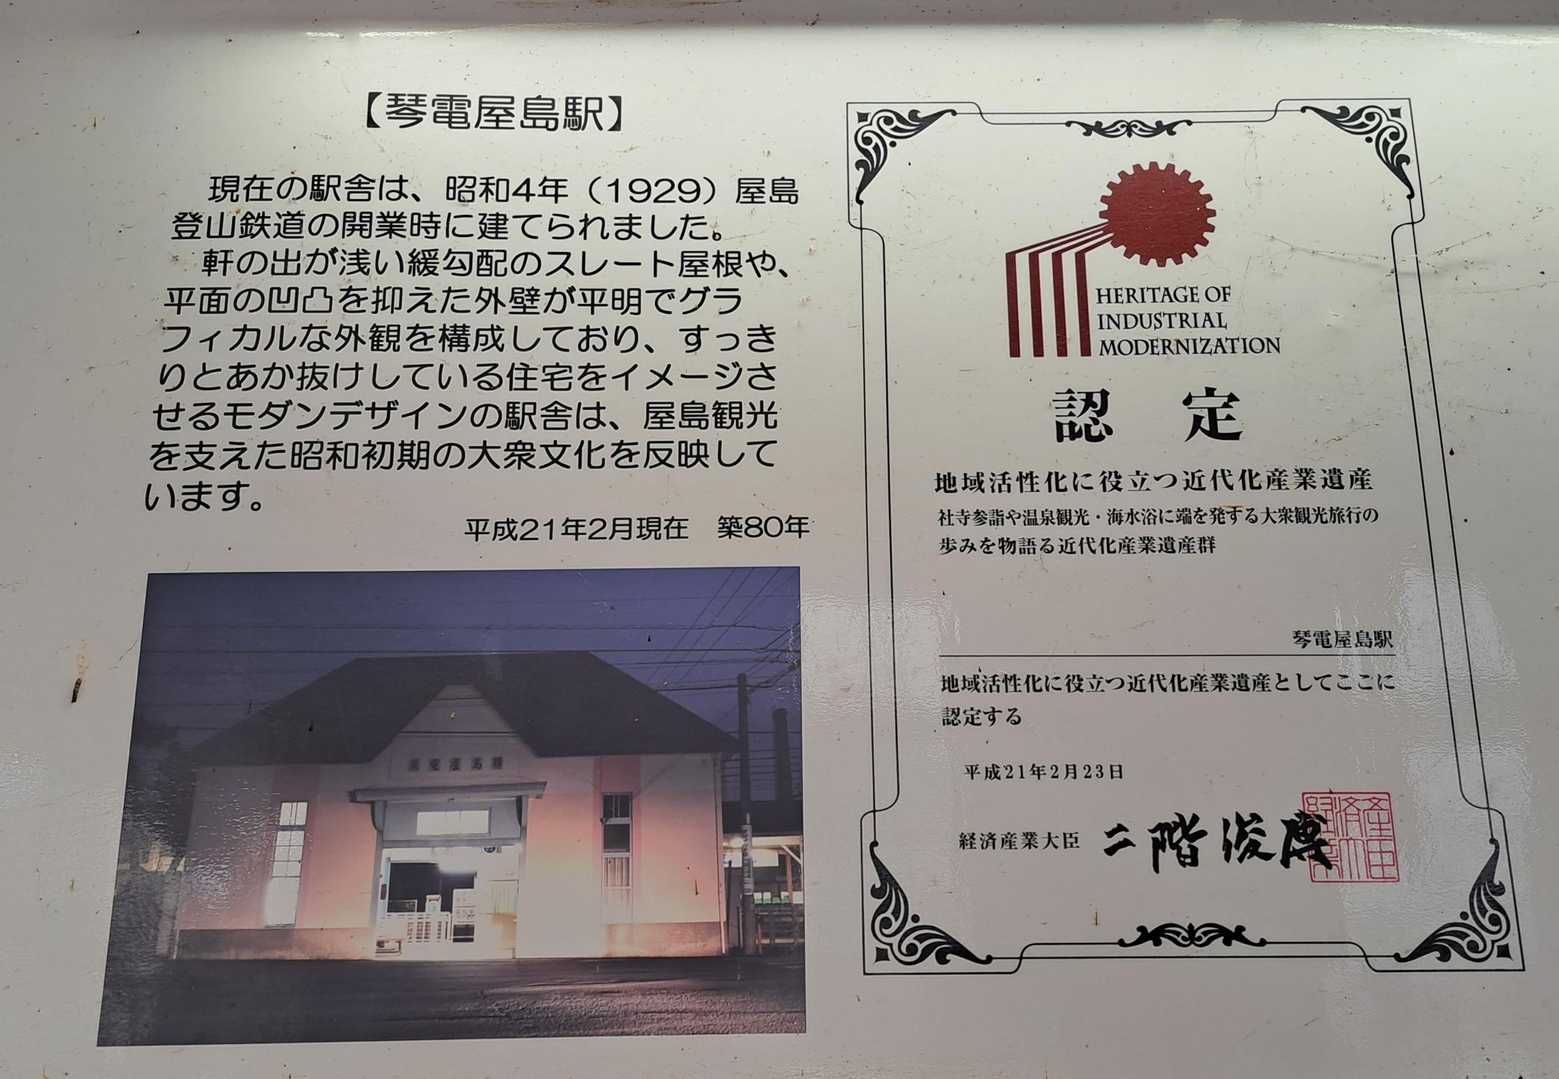 【琴電屋島駅】
現在の駅舎は、昭和4年（1929）屋島
登山鉄道の開業時に建てられました。
軒の出が浅い緩勾配のスレート屋根や、
平面の凹凸を抑えた外壁が平明でグラ
フィカルな外観を構成しており、すっき
りとあか抜けしている住宅をイメージさ
せるモダンデザインの駅舎は、屋島観光
を支えた昭和初期の大衆文化を反映して
います。
平成21年2月現在　築80年
HERITAGE OF
INDUSTRIAL
MODERNIZATION
認定
地域活性化に役立つ近代化産業遺産
社寺参詣や温泉観光・海水浴に端を発する大衆観光旅行の
歩みを物語る近代化産業遺産群
琴電屋島駅
地域活性化に役立つ近代化産業遺産としてここに
認定する
平成21年2月23日
経済産業大臣 二階俊博